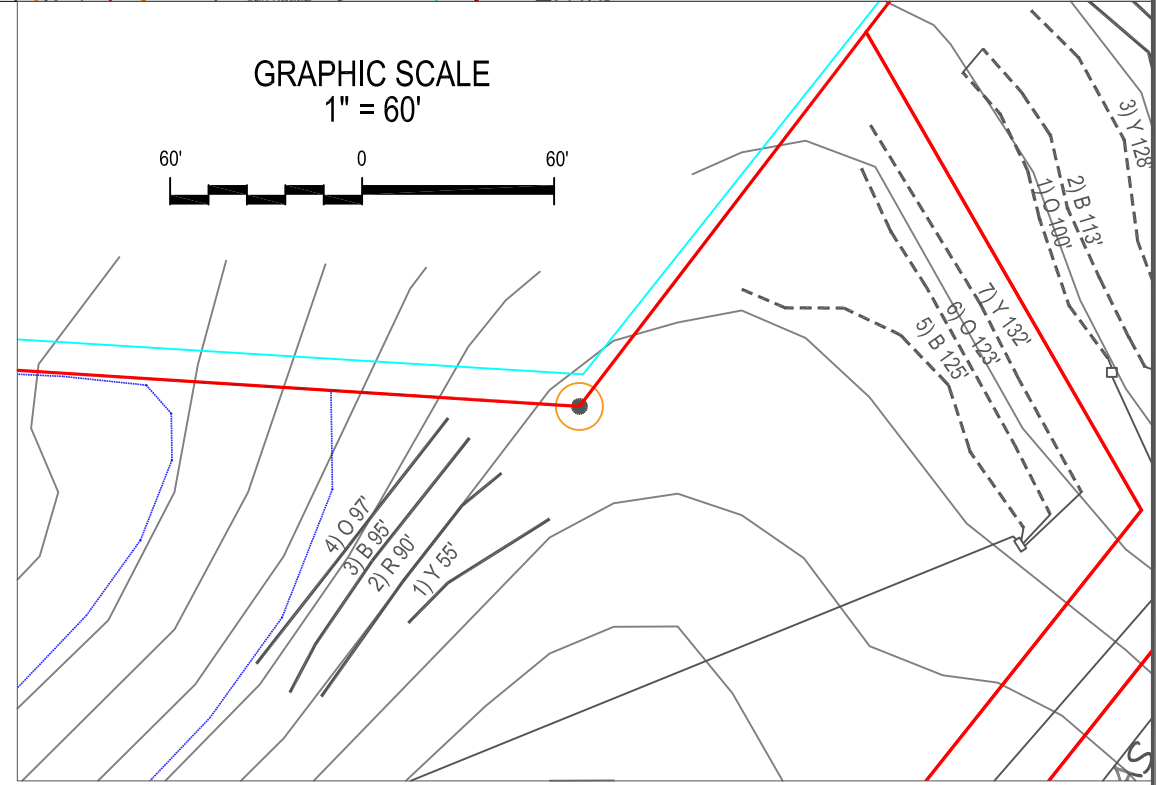 GRAPHIC SCALE
1" = 60'
60' 0 60'
3) Y 128'
2) B 113'
1) O 100'
7) Y 132'
6) O 123'
5) B 125'
4) O 97'
3) B 95'
2) R 90'
1) Y 55'